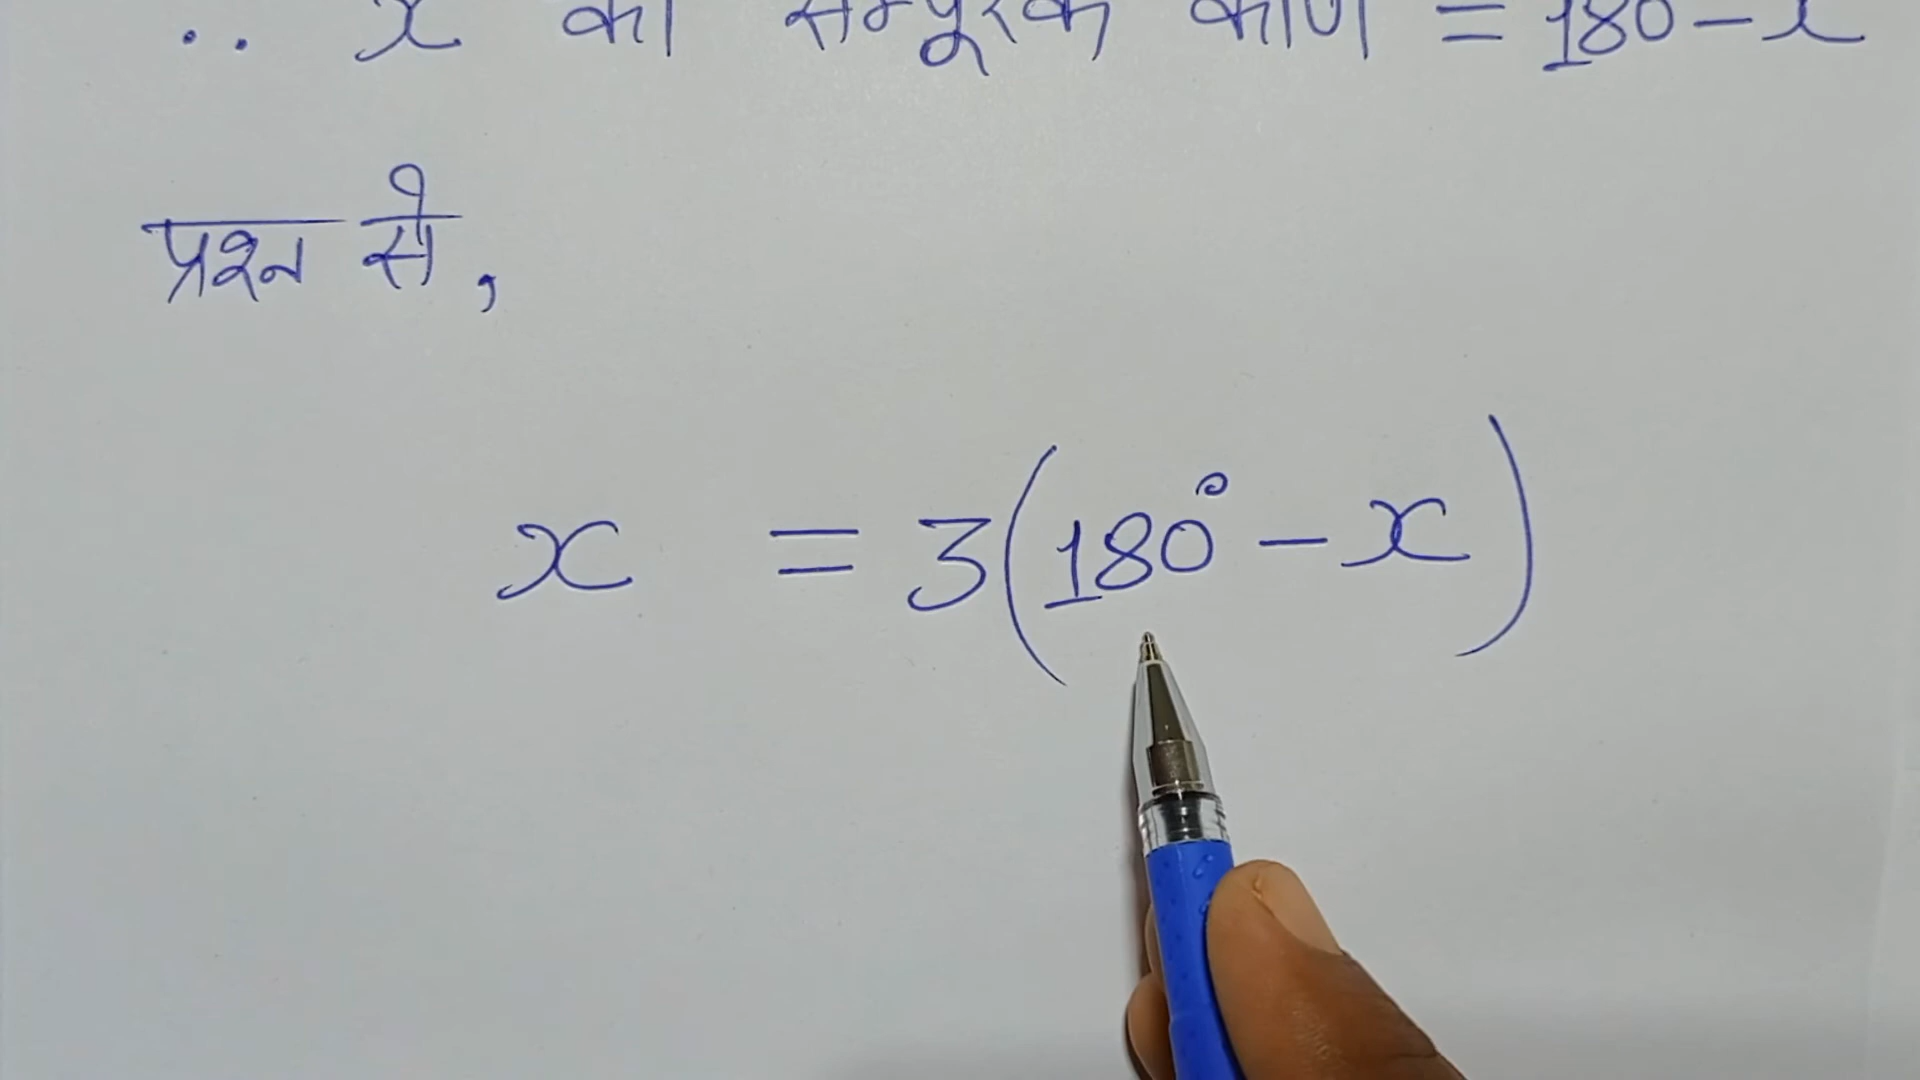 .. x का सम्पूरक कोण = 180 - x
प्रश्न से,
x = 3(180° - x)